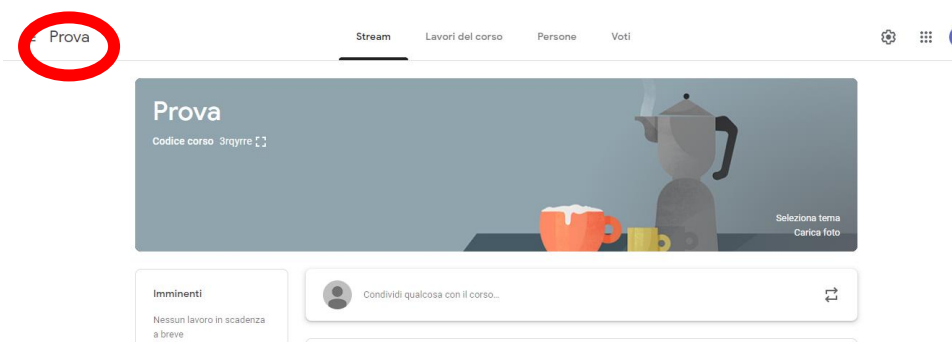 Prova
Stream Lavori del corso Persone Voti
Prova
Codice corso 3rqyrre
Seleziona tema
Carica foto
Imminenti
Nessun lavoro in scadenza
a breve
Condividi qualcosa con il corso...